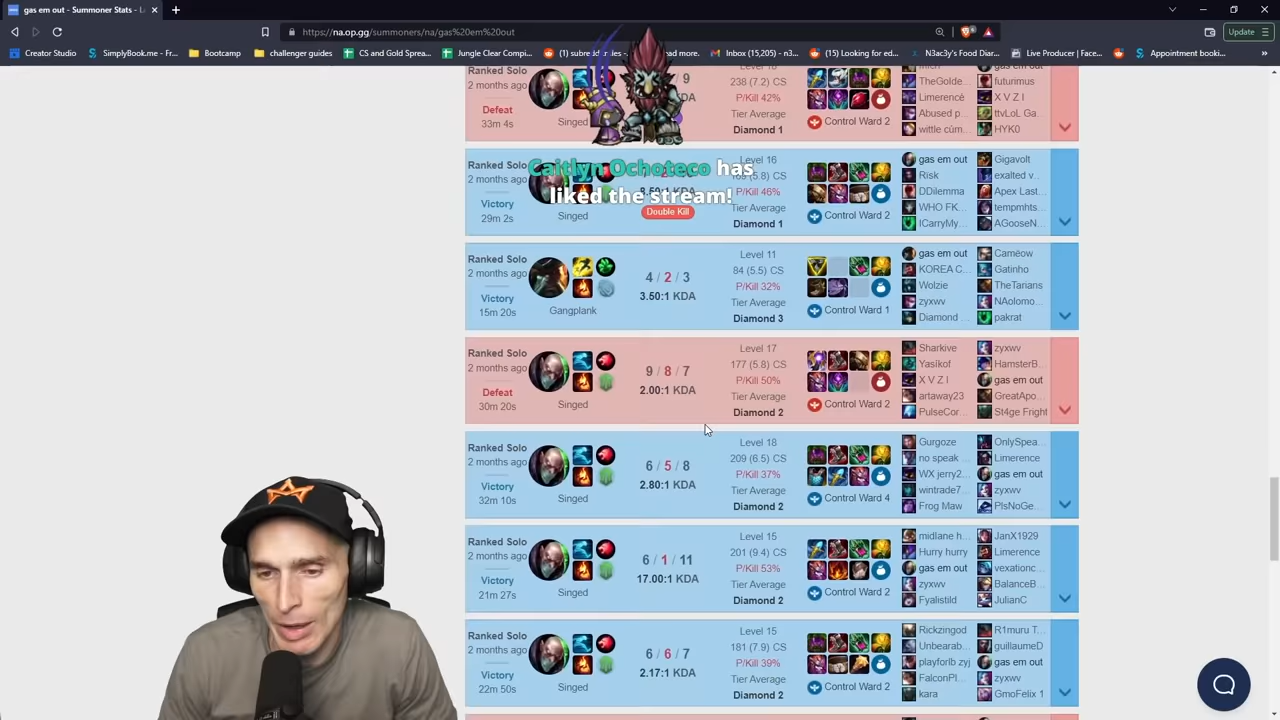 gas em out - Summoner Stats - L
https://na.op.gg/summoners/na/gas%20em%20out
Update
Creator Studio
SimplyBook.me - Fr...
Bootcamp
challenger guides
CS and Gold Sprea...
Jungle Clear Comp...
Inbox (15,205) - n3...
(1) Looking for ed...
N3ac3y's Food Diar...
Live Producer | Face...
Appointment booki...
Caitlyn Ochoteco has
liked the stream!
Ranked Solo
2 months ago
Defeat
33m 4s
Singed
9
238 (7.2) CS
P/Kill 42%
Tier Average
Diamond 1
Control Ward 2
TheGolde...
Limerencé
Abused p...
wittle cüm...
gas em out
futurimus
X V Z I
ttvLoL Ga...
HYK0
Ranked Solo
2 months ago
Victory
29m 2s
Singed
Double Kill
Level 16
P/Kill 46%
Tier Average
Diamond 1
Control Ward 2
gas em out
Risk
DDilemma
WHO FK...
ICarryMy...
Gigavolt
exalted v...
Apex Last...
tempmhts...
AGooseN...
Ranked Solo
2 months ago
Victory
15m 20s
Gangplank
4 / 2 / 3
3.50:1 KDA
Level 11
84 (5.5) CS
P/Kill 32%
Tier Average
Diamond 3
Control Ward 1
gas em out
KOREA C...
Wolzie
zyxwv
Diamond ...
Caméow
Gatinho
TheTarians
NAolomo...
pakrat
Ranked Solo
2 months ago
Defeat
30m 20s
Singed
9 / 8 / 7
2.00:1 KDA
Level 17
177 (5.8) CS
P/Kill 50%
Tier Average
Diamond 2
Control Ward 2
Sharkive
Yasîkof
X V Z I
artaway23
PulseCor...
zyxwv
HamsterB...
gas em out
GreatApo...
St4ge Fright
Ranked Solo
2 months ago
Victory
32m 10s
Singed
6 / 5 / 8
2.80:1 KDA
Level 18
209 (6.5) CS
P/Kill 37%
Tier Average
Diamond 2
Control Ward 4
Gurgoze
no speak
WX jerry2...
wintrade7...
Frog Maw
OnlySpea...
Limerence
gas em out
zyxwv
PlsNoGe...
Ranked Solo
2 months ago
Victory
21m 27s
Singed
6 / 1 / 11
17.00:1 KDA
Level 15
201 (9.4) CS
P/Kill 53%
Tier Average
Diamond 2
Control Ward 2
midlane h...
Hurry hurry
gas em out
zyxwv
Fyalistild
JanX1929
Limerence
vexationc...
BalanceB...
JulianC
Ranked Solo
2 months ago
Victory
22m 50s
Singed
6 / 6 / 7
2.17:1 KDA
Level 15
181 (7.9) CS
P/Kill 39%
Tier Average
Diamond 2
Control Ward 2
Rickzingod
Unbearab...
playforlb zyj
FalconPl...
kara
R1muru T...
guillaumeD
gas em out
zyxwv
GmoFelix 1